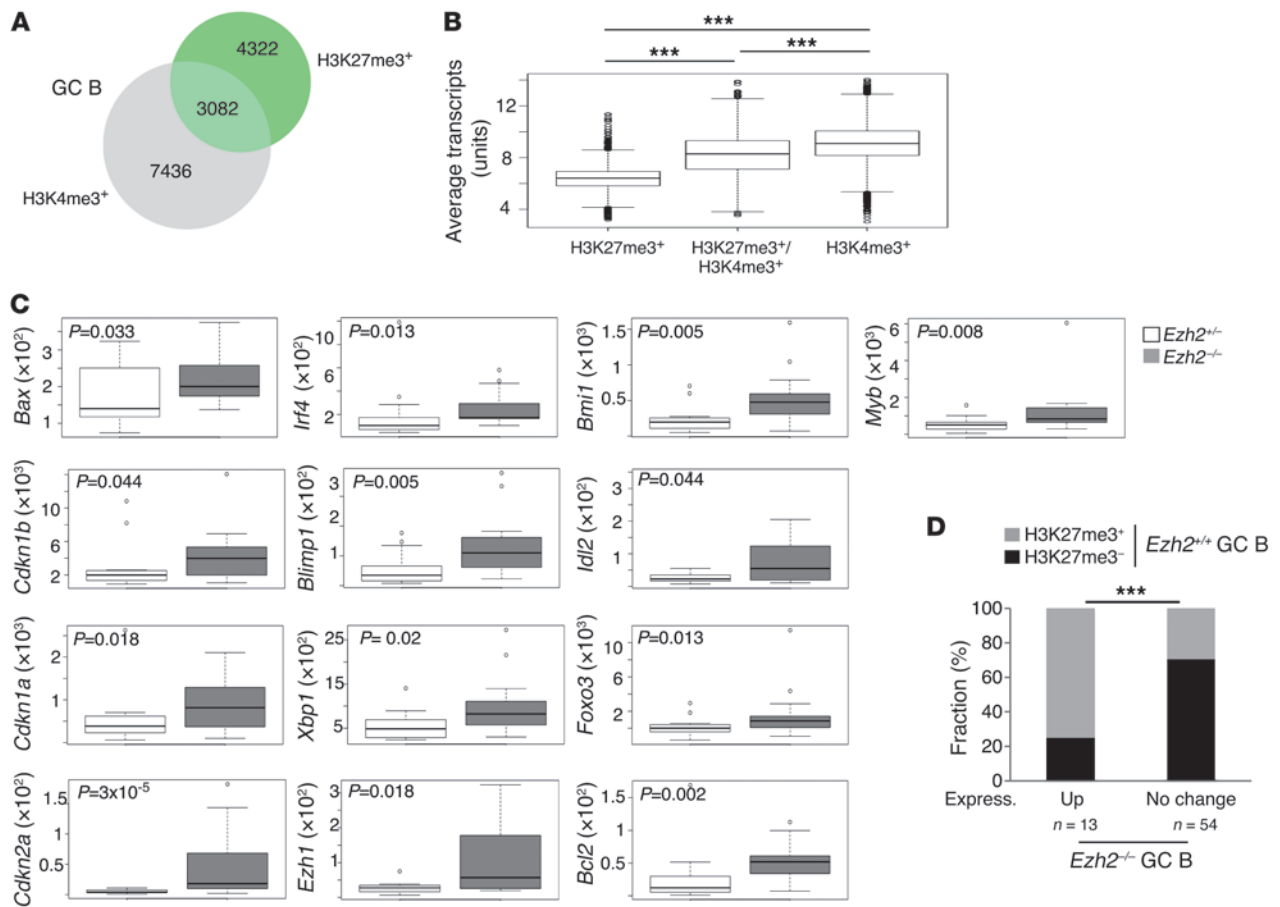 A
4322
H3K27me3⁺
GC B
3082
7436
H3K4me3⁺
B
***
***
***
Average transcripts
(units)
12
8
4
H3K27me3⁺
H3K27me3⁺/
H3K4me3⁺
H3K4me3⁺
C
Bax (×10²)
3
2
1
P=0.033
Irf4 (×10²)
10
6
2
P=0.013
Bmi1 (×10³)
1.5
1
0.5
P=0.005
Myb (×10³)
6
4
2
P=0.008
Ezh2⁺/⁻
Ezh2⁻/⁻
Cdkn1b (×10³)
10
6
2
P=0.044
Blimp1 (×10²)
3
2
1
P=0.005
Idl2 (×10²)
3
2
1
P=0.044
Cdkn1a (×10³)
2
1
P=0.018
Xbp1 (×10²)
25
15
5
P= 0.02
Foxo3 (×10³)
10
6
2
P=0.013
Cdkn2a (×10²)
1.5
1
0.5
P=3x10⁻⁵
Ezh1 (×10²)
3
2
1
P=0.018
Bcl2 (×10²)
1.5
1
0.5
P=0.002
D
H3K27me3⁺
H3K27me3⁻
Ezh2⁺/⁺ GC B
***
Fraction (%)
100
80
60
40
20
0
Express.
Up
No change
n = 13
n = 54
Ezh2⁻/⁻ GC B